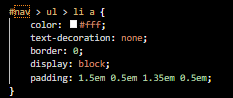 #nav > ul > li a {
color: #fff;
text-decoration: none;
border: 0;
display: block;
padding: 1.5em 0.5em 1.35em 0.5em;
}